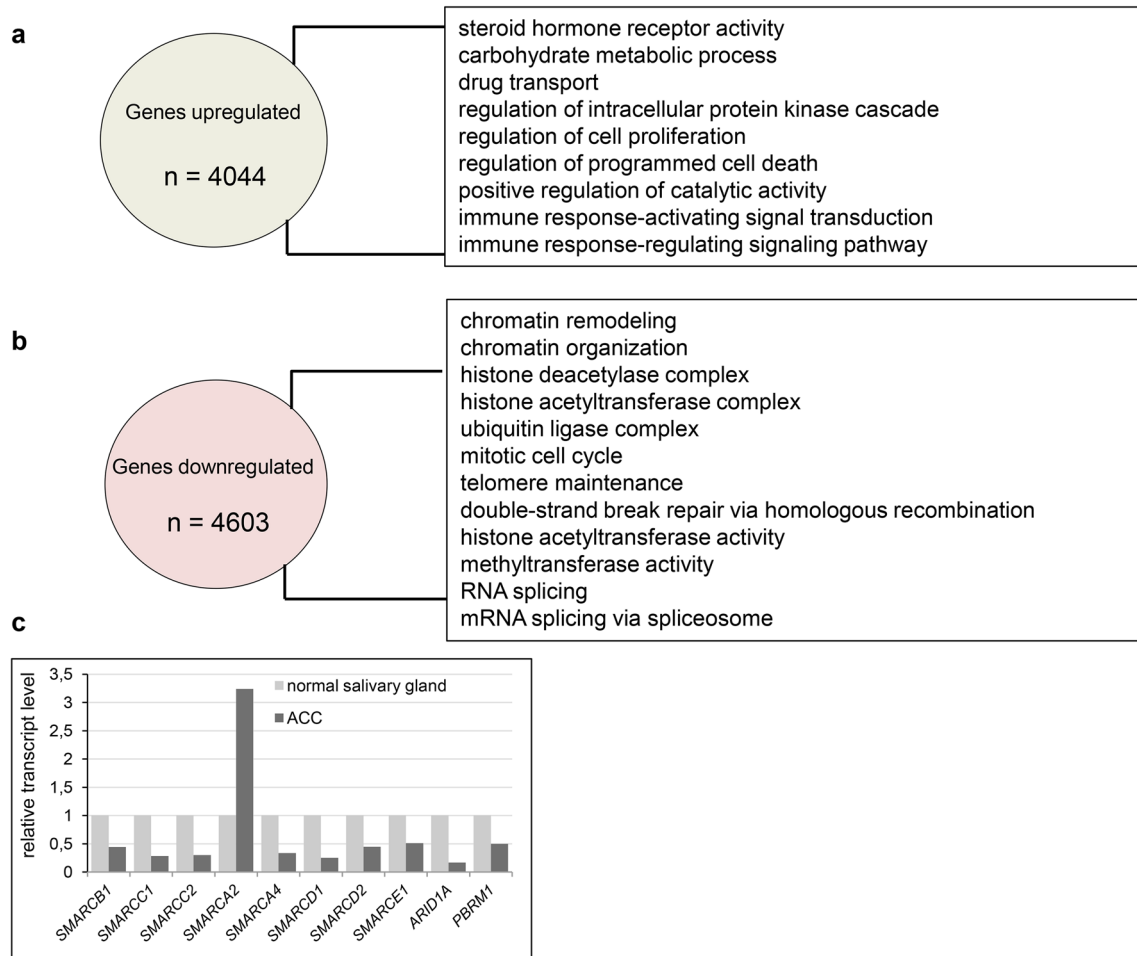 a
Genes upregulated
n = 4044
steroid hormone receptor activity
carbohydrate metabolic process
drug transport
regulation of intracellular protein kinase cascade
regulation of cell proliferation
regulation of programmed cell death
positive regulation of catalytic activity
immune response-activating signal transduction
immune response-regulating signaling pathway
b
Genes downregulated
n = 4603
chromatin remodeling
chromatin organization
histone deacetylase complex
histone acetyltransferase complex
ubiquitin ligase complex
mitotic cell cycle
telomere maintenance
double-strand break repair via homologous recombination
histone acetyltransferase activity
methyltransferase activity
RNA splicing
mRNA splicing via spliceosome
c
relative transcript level
3,5
3
2,5
2
1,5
1
0,5
0
normal salivary gland
ACC
SMARCB1
SMARCC1
SMARCC2
SMARCA2
SMARCA4
SMARCD1
SMARCD2
SMARCE1
ARID1A
PBRM1